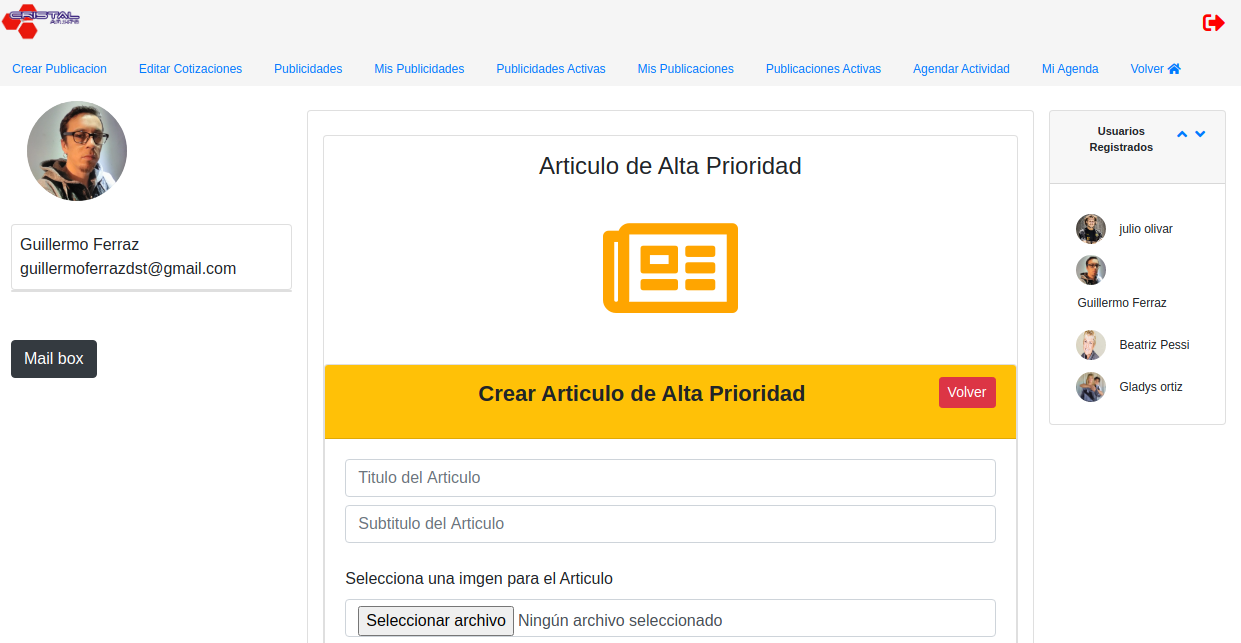 CRISTAL
Crear Publicacion Editar Cotizaciones Publicidades Mis Publicidades Publicidades Activas Mis Publicaciones Publicaciones Activas Agendar Actividad Mi Agenda Volver
Guillermo Ferraz
guillermoferrazdst@gmail.com
Mail box
Articulo de Alta Prioridad
Crear Articulo de Alta Prioridad
Volver
Titulo del Articulo
Subtitulo del Articulo
Selecciona una imgen para el Articulo
Seleccionar archivo Ningún archivo seleccionado
Usuarios
Registrados
julio olivar
Guillermo Ferraz
Beatriz Pessi
Gladys ortiz